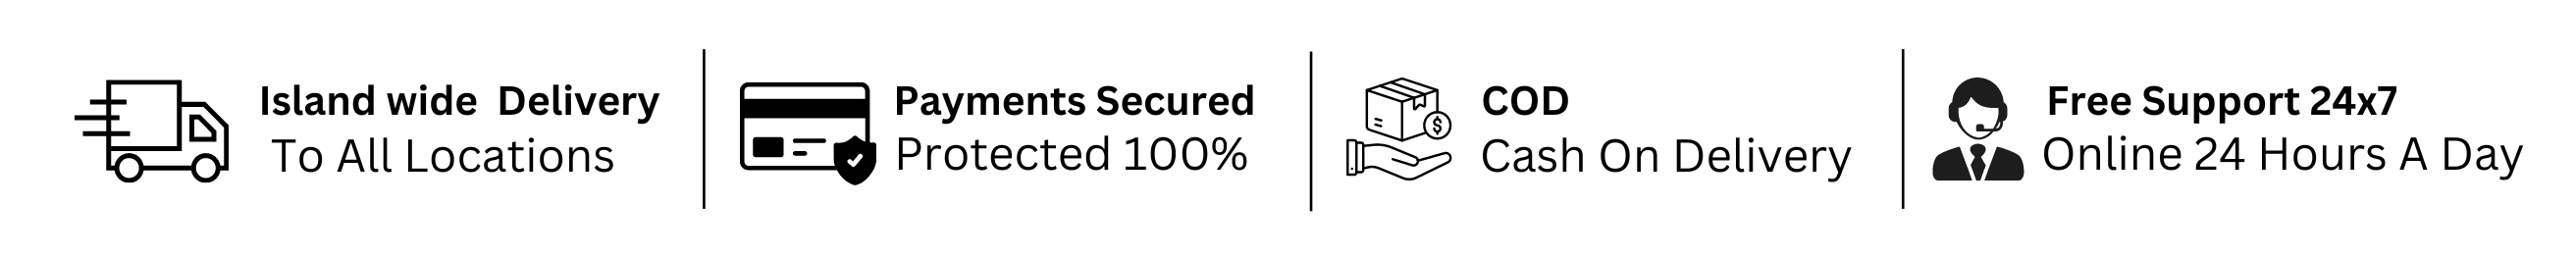 Island wide  Delivery
To All Locations
Payments Secured
Protected 100%
COD
Cash On Delivery
Free Support 24x7
Online 24 Hours A Day